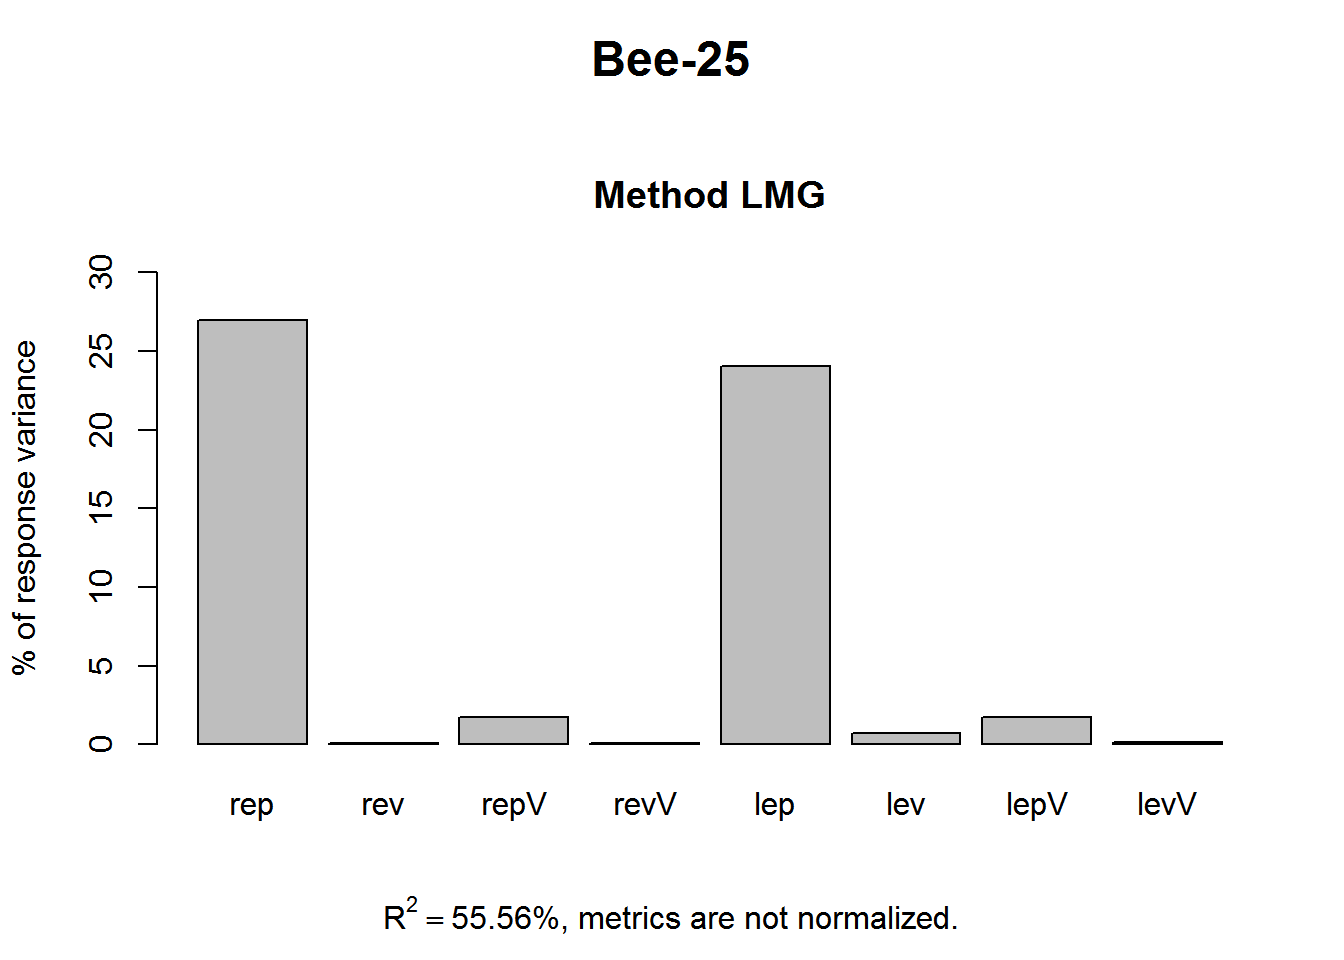 Bee-25
Method LMG
% of response variance
30
25
20
15
10
5
0
rep rev repV revV lep lev lepV levV
R² = 55.56%, metrics are not normalized.